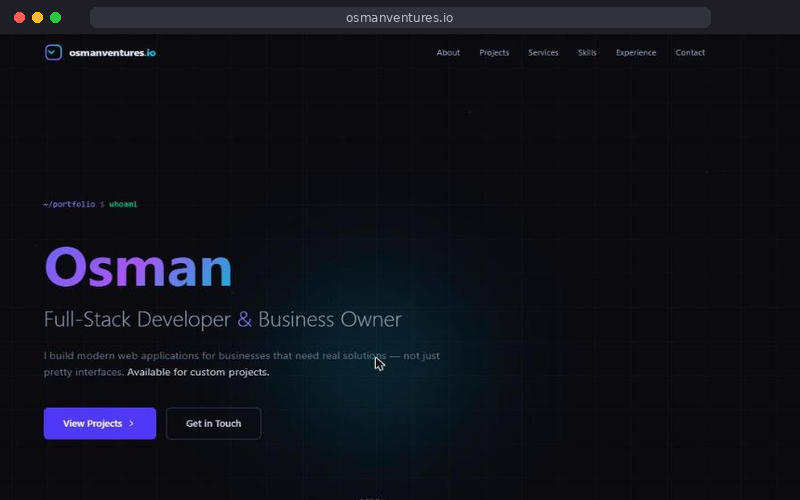 osmanventures.io
osmanventures.io
About Projects Services Skills Experience Contact
~/portfolio $ whoami
Osman
Full-Stack Developer & Business Owner
I build modern web applications for businesses that need real solutions — not just
pretty interfaces. Available for custom projects.
View Projects >
Get in Touch